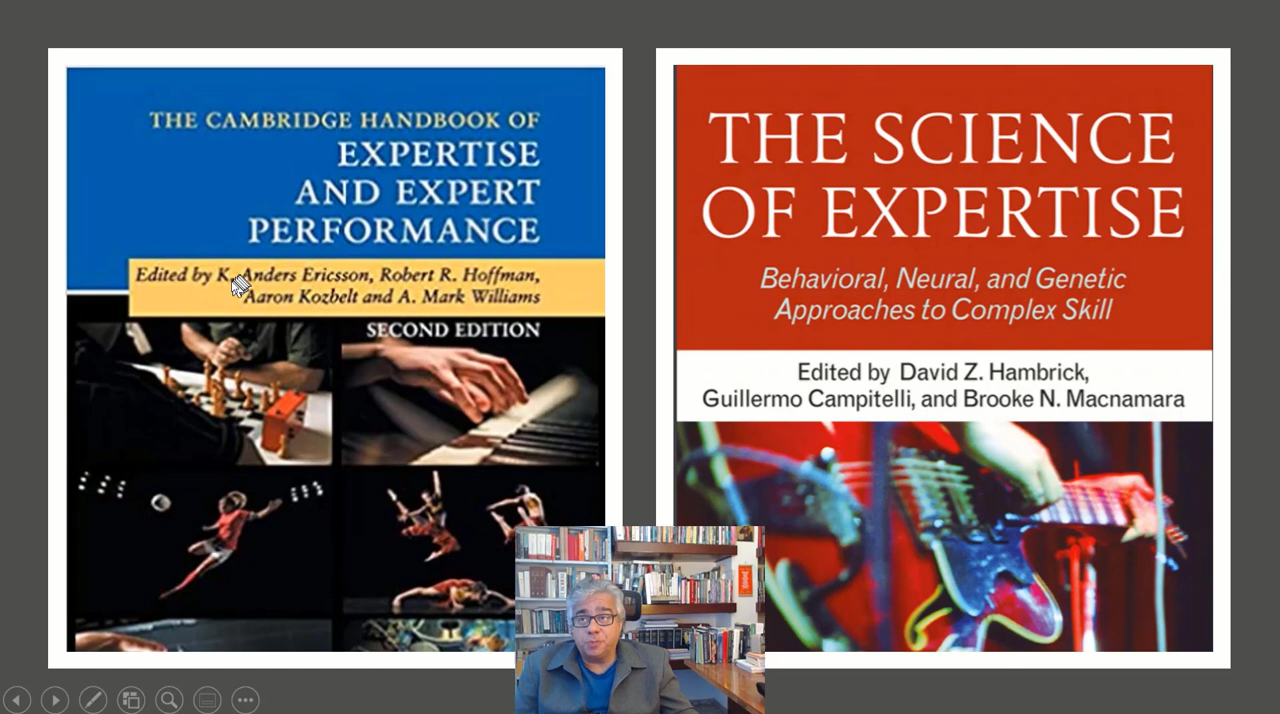 THE CAMBRIDGE HANDBOOK OF
EXPERTISE
AND EXPERT
PERFORMANCE
Edited by K. Anders Ericsson, Robert R. Hoffman,
Aaron Kozbelt and A. Mark Williams
SECOND EDITION
THE SCIENCE
OF EXPERTISE
Behavioral, Neural, and Genetic
Approaches to Complex Skill
Edited by David Z. Hambrick,
Guillermo Campitelli, and Brooke N. Macnamara